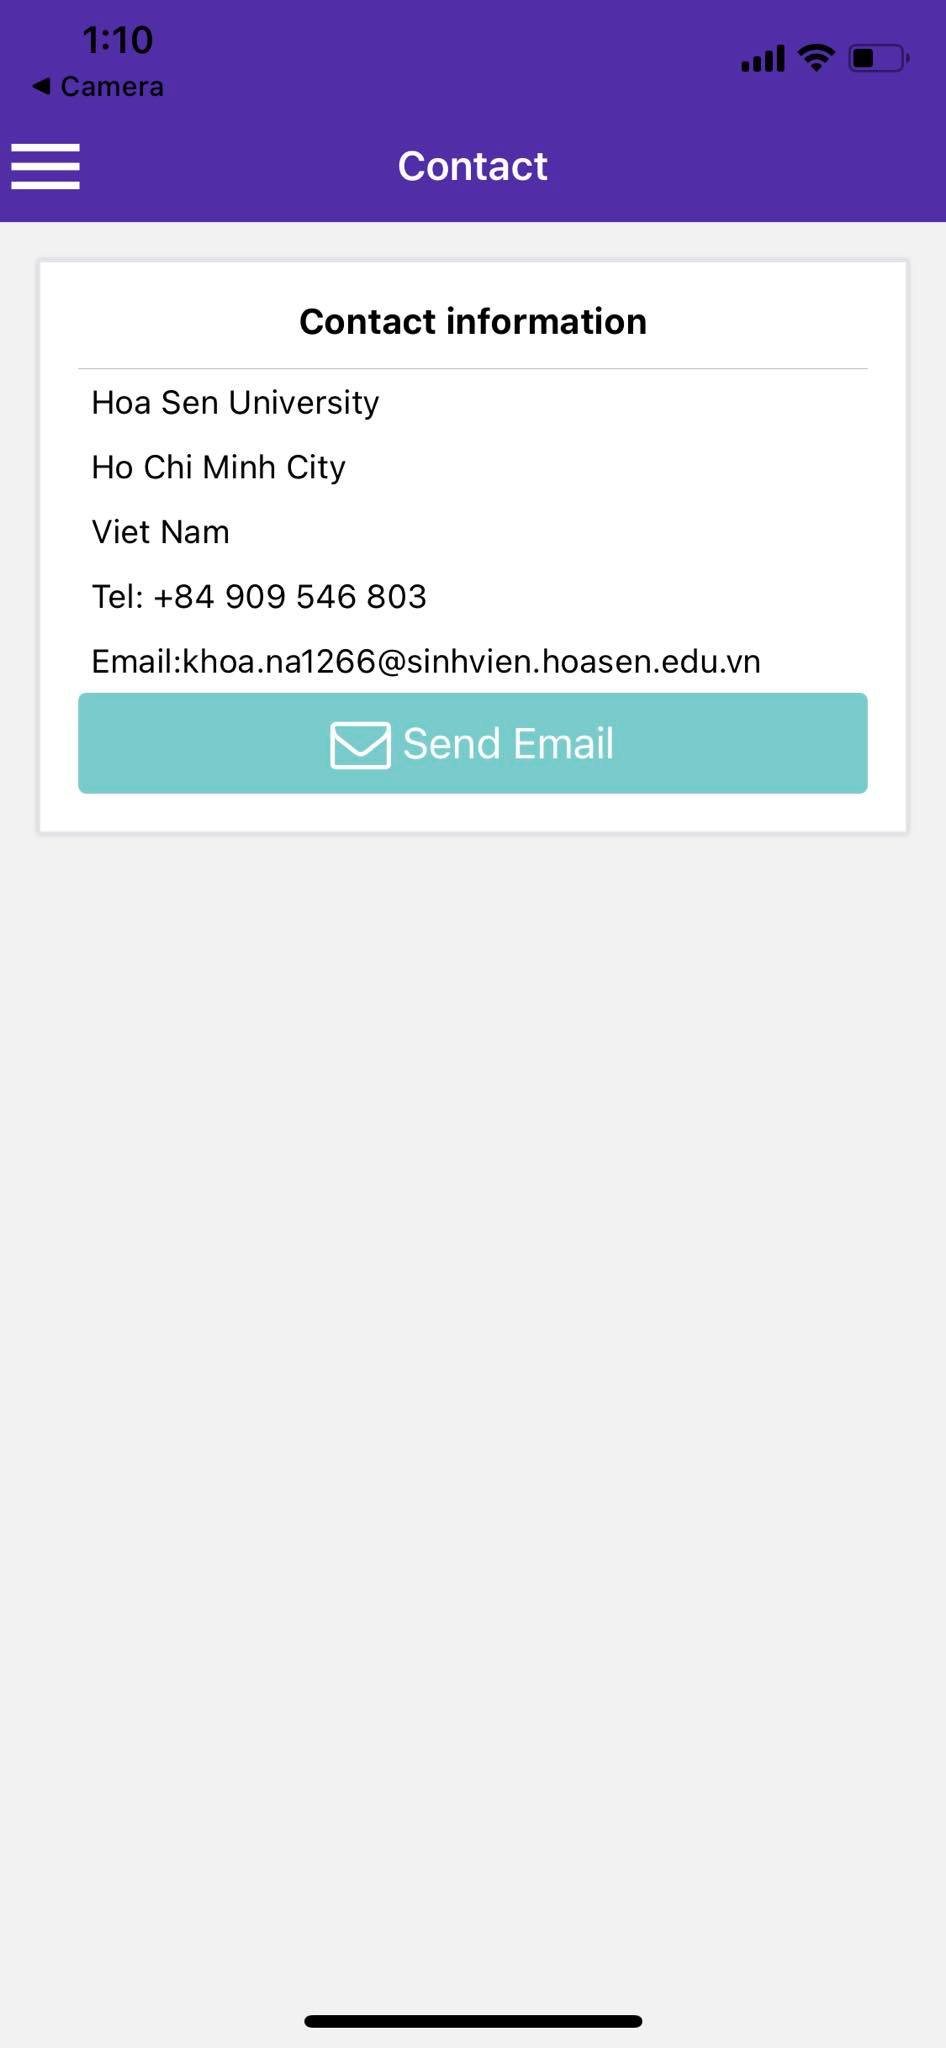 1:10
◀ Camera
Contact
Contact information
Hoa Sen University
Ho Chi Minh City
Viet Nam
Tel: +84 909 546 803
Email:khoa.na1266@sinhvien.hoasen.edu.vn
Send Email